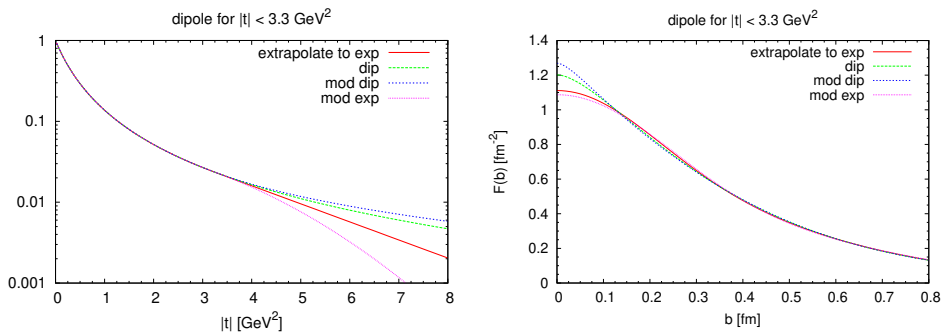 dipole for |t| < 3.3 GeV²
1
0.1
0.01
0.001
extrapolate to exp
dip
mod dip
mod exp
0 1 2 3 4 5 6 7 8
|t| [GeV²]
dipole for |t| < 3.3 GeV²
F(b) [fm⁻²]
1.4
1.2
1
0.8
0.6
0.4
0.2
0
extrapolate to exp
dip
mod dip
mod exp
0 0.1 0.2 0.3 0.4 0.5 0.6 0.7 0.8
b [fm]